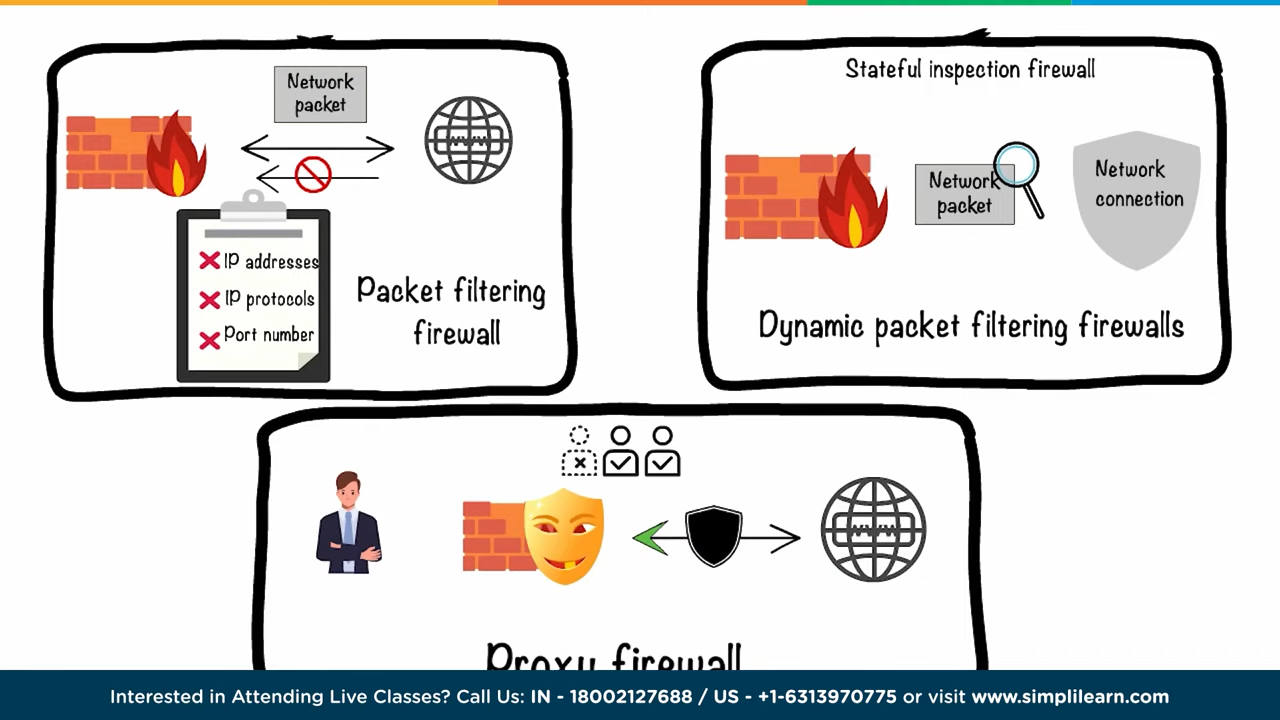 Network
packet
www
IP addresses
IP protocols
Port number
Packet filtering
firewall
Stateful inspection firewall
Network
packet
Network
connection
Dynamic packet filtering firewalls
www
Proxy firewall
Interested in Attending Live Classes? Call Us: IN - 18002127688 / US - +1-6313970775 or visit www.simplilearn.com